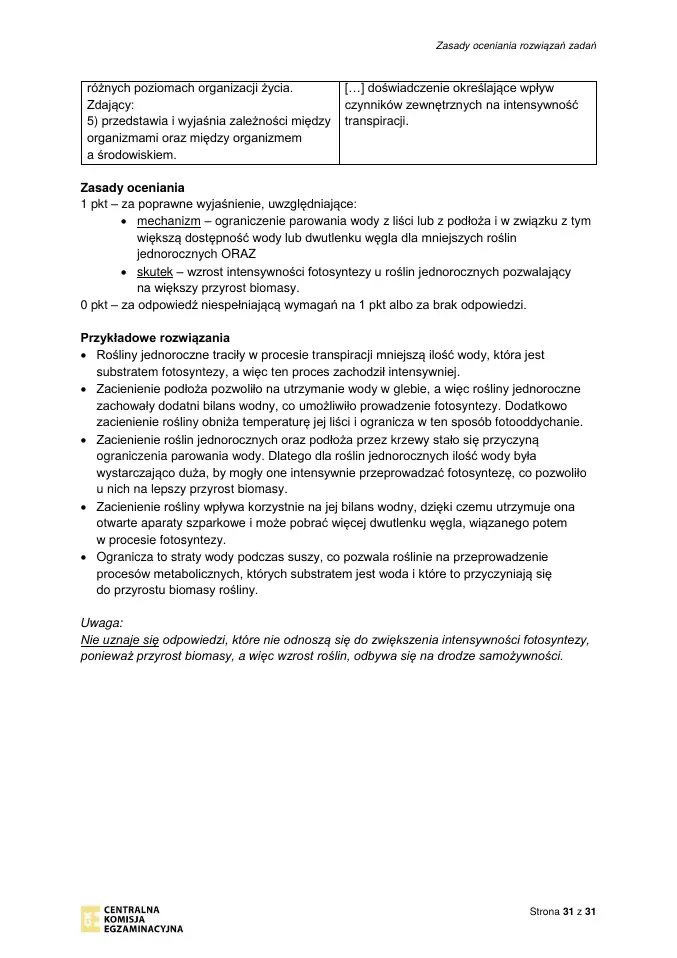 Zasady oceniania rozwiązań zadań
różnych poziomach organizacji życia.
Zdający:
5) przedstawia i wyjaśnia zależności między
organizmami oraz między organizmem
a środowiskiem.
[…] doświadczenie określające wpływ
czynników zewnętrznych na intensywność
transpiracji.
Zasady oceniania
1 pkt – za poprawne wyjaśnienie, uwzględniające:
• mechanizm – ograniczenie parowania wody z liści lub z podłoża i w związku z tym
większą dostępność wody lub dwutlenku węgla dla mniejszych roślin
jednorocznych ORAZ
• skutek – wzrost intensywności fotosyntezy u roślin jednorocznych pozwalający
na większy przyrost biomasy.
0 pkt – za odpowiedź niespełniającą wymagań na 1 pkt albo za brak odpowiedzi.
Przykładowe rozwiązania
• Rośliny jednoroczne traciły w procesie transpiracji mniejszą ilość wody, która jest
substratem fotosyntezy, a więc ten proces zachodził intensywniej.
• Zacienienie podłoża pozwoliło na utrzymanie wody w glebie, a więc rośliny jednoroczne
zachowały dodatni bilans wodny, co umożliwiło prowadzenie fotosyntezy. Dodatkowo
zacienienie rośliny obniża temperaturę jej liści i ogranicza w ten sposób fotooddychanie.
• Zacienienie roślin jednorocznych oraz podłoża przez krzewy stało się przyczyną
ograniczenia parowania wody. Dlatego dla roślin jednorocznych ilość wody była
wystarczająco duża, by mogły one intensywnie przeprowadzać fotosyntezę, co pozwoliło
u nich na lepszy przyrost biomasy.
• Zacienienie rośliny wpływa korzystnie na jej bilans wodny, dzięki czemu utrzymuje ona
otwarte aparaty szparkowe i może pobrać więcej dwutlenku węgla, wiązanego potem
w procesie fotosyntezy.
• Ogranicza to straty wody podczas suszy, co pozwala roślinie na przeprowadzenie
procesów metabolicznych, których substratem jest woda i które to przyczyniają się
do przyrostu biomasy rośliny.
Uwaga:
Nie uznaje się odpowiedzi, które nie odnoszą się do zwiększenia intensywności fotosyntezy,
ponieważ przyrost biomasy, a więc wzrost roślin, odbywa się na drodze samożywności.
CKE
CENTRALNA
KOMISJA
EGZAMINACYJNA
Strona 31 z 31